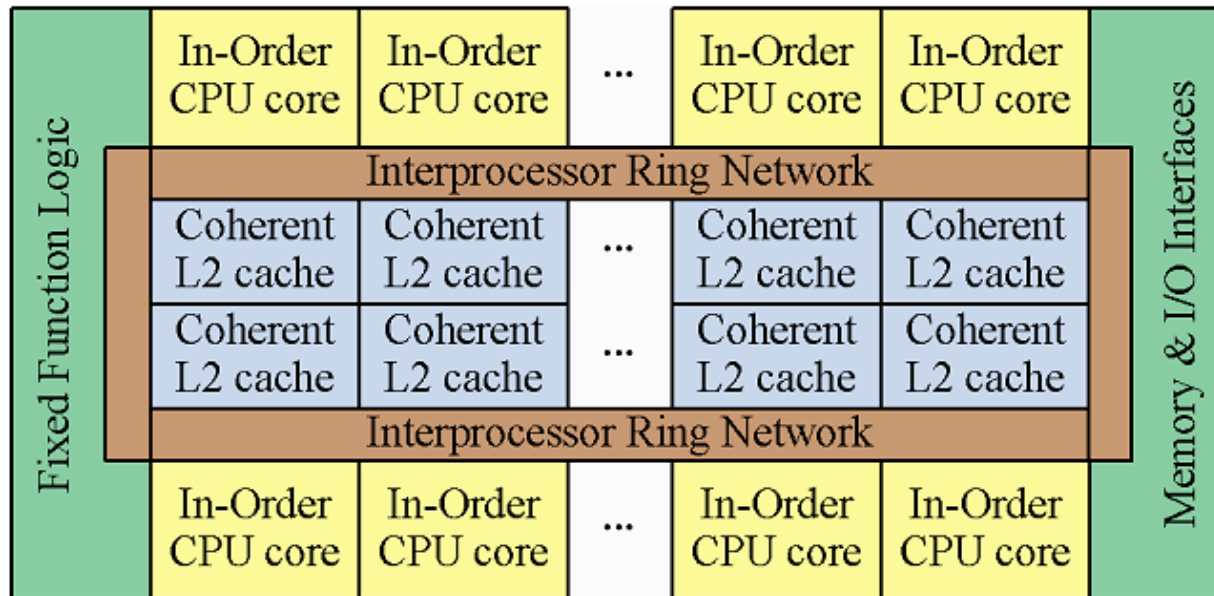 Fixed Function Logic
In-Order
CPU core
In-Order
CPU core
...
In-Order
CPU core
In-Order
CPU core
Interprocessor Ring Network
Coherent
L2 cache
Coherent
L2 cache
...
Coherent
L2 cache
Coherent
L2 cache
Coherent
L2 cache
Coherent
L2 cache
...
Coherent
L2 cache
Coherent
L2 cache
Interprocessor Ring Network
In-Order
CPU core
In-Order
CPU core
...
In-Order
CPU core
In-Order
CPU core
Memory & I/O Interfaces